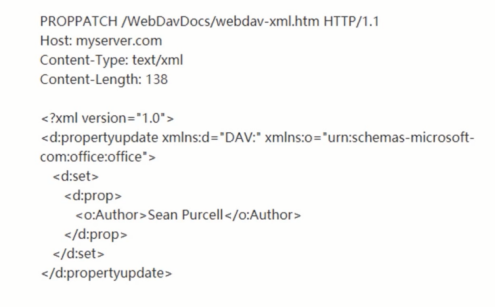 PROPPATCH /WebDavDocs/webdav-xml.htm HTTP/1.1
Host: myserver.com
Content-Type: text/xml
Content-Length: 138
<?xml version="1.0">
<d:propertyupdate xmlns:d="DAV:" xmlns:o="urn:schemas-microsoft-
com:office:office">
<d:set>
<d:prop>
<o:Author>Sean Purcell</o:Author>
</d:prop>
</d:set>
</d:propertyupdate>